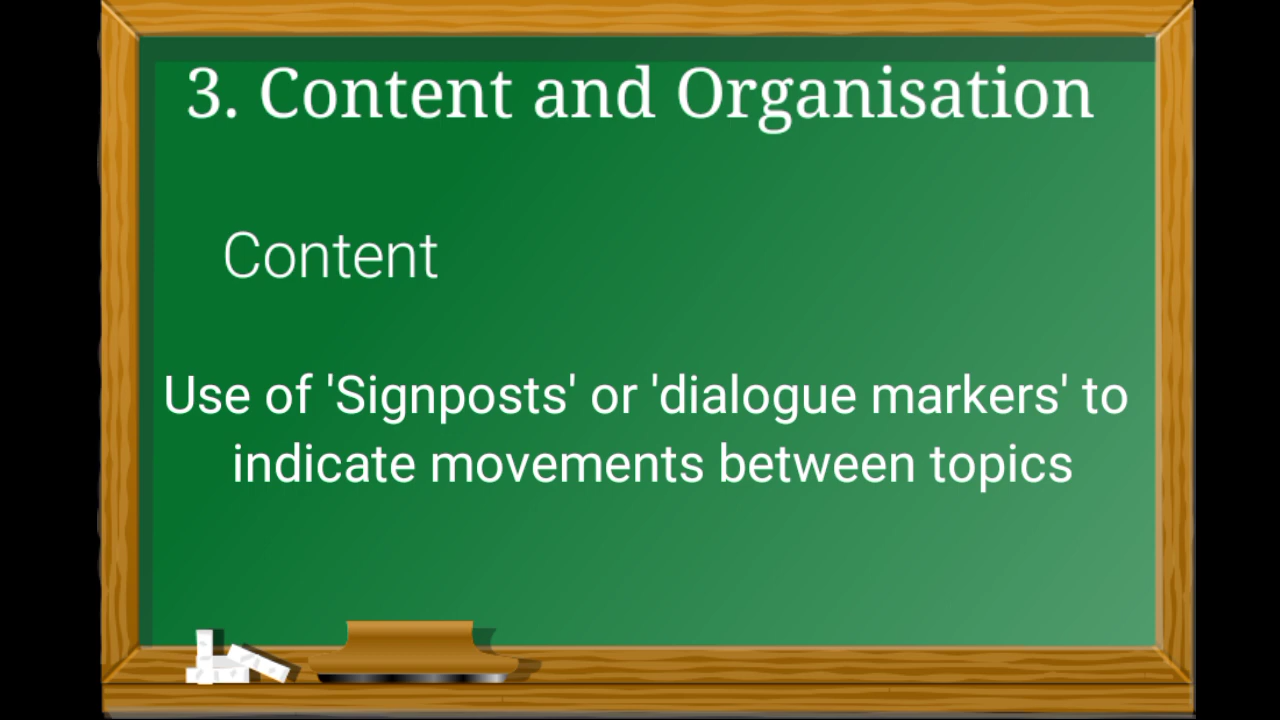 3. Content and Organisation
Content
Use of 'Signposts' or 'dialogue markers' to
indicate movements between topics